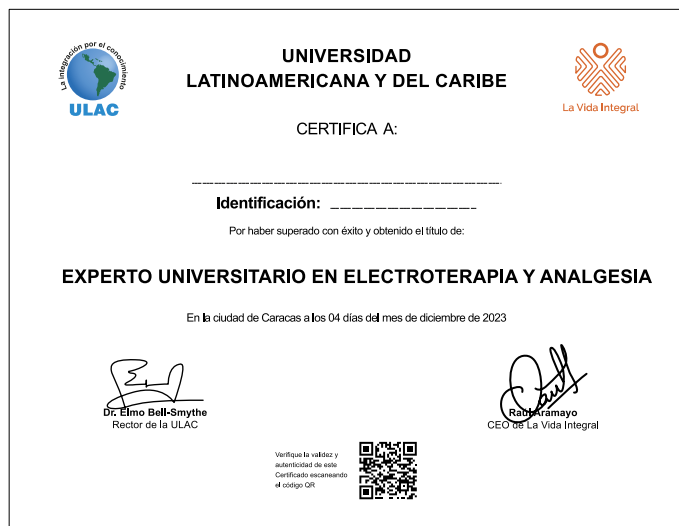 La integración por el conocimiento
ULAC
UNIVERSIDAD
LATINOAMERICANA Y DEL CARIBE
La Vida Integral
CERTIFICA A:
Identificación:
Por haber superado con éxito y obtenido el título de:
EXPERTO UNIVERSITARIO EN ELECTROTERAPIA Y ANALGESIA
En la ciudad de Caracas a los 04 días del mes de diciembre de 2023
Dr. Elmo Bell-Smythe
Rector de la ULAC
Raúl Aramayo
CEO de La Vida Integral
Verifique la validez y
autenticidad de este
Certificado escaneando
el código QR